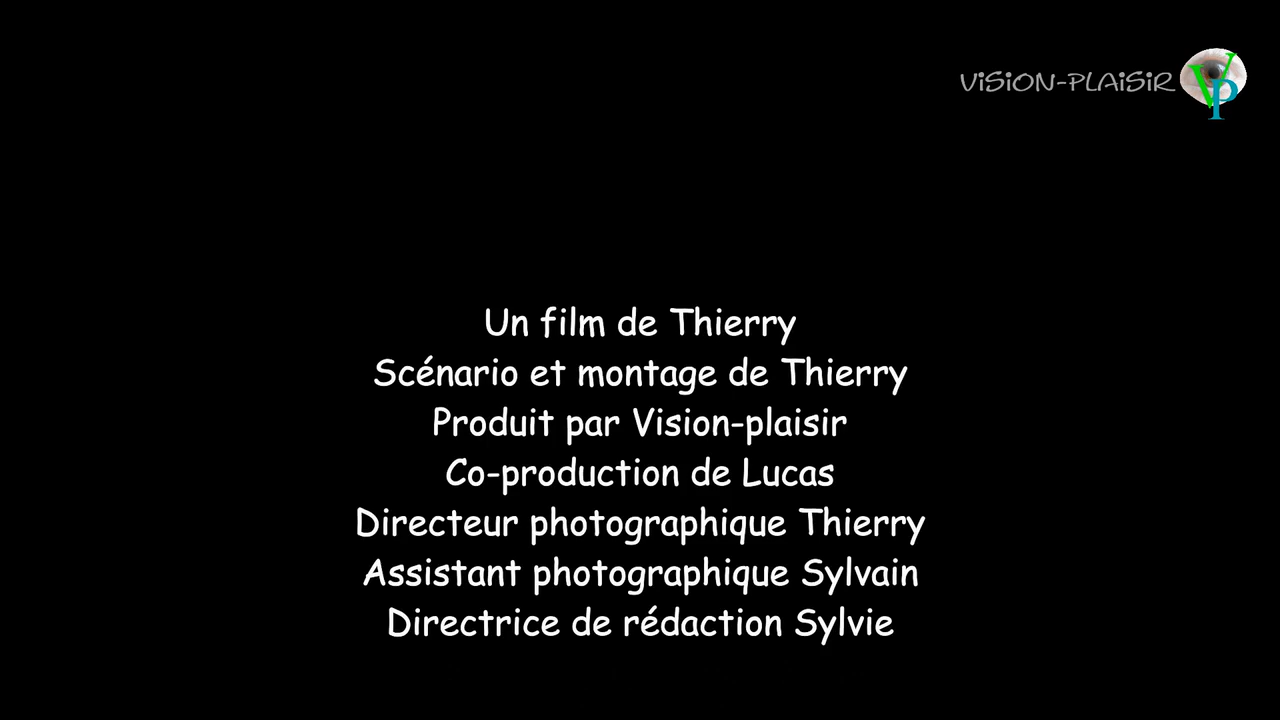 ViSiON-PLAiSiR
VP
Un film de Thierry
Scénario et montage de Thierry
Produit par Vision-plaisir
Co-production de Lucas
Directeur photographique Thierry
Assistant photographique Sylvain
Directrice de rédaction Sylvie